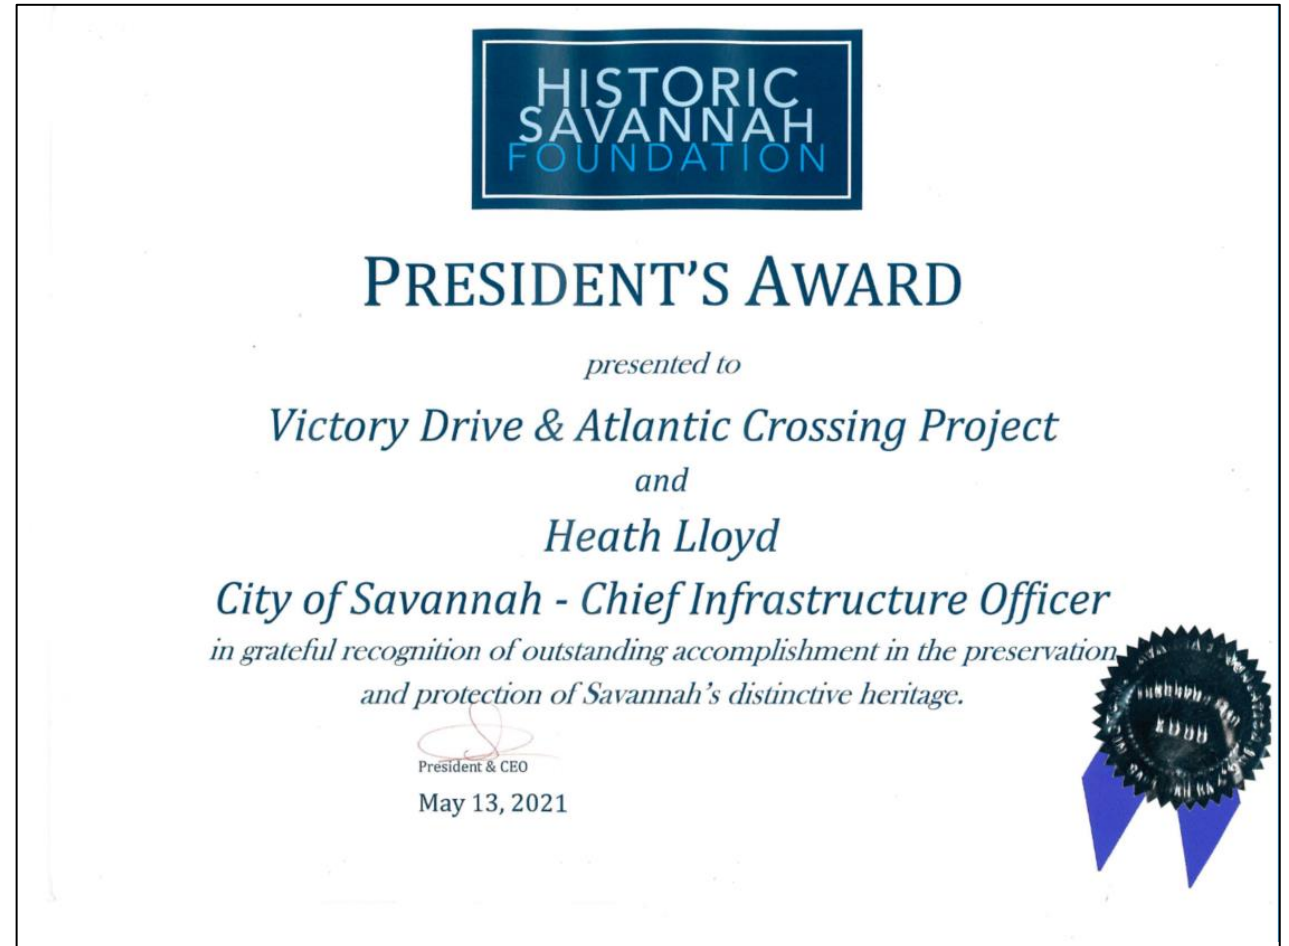 HISTORIC
SAVANNAH
FOUNDATION
PRESIDENT'S AWARD
presented to
Victory Drive & Atlantic Crossing Project
and
Heath Lloyd
City of Savannah - Chief Infrastructure Officer
in grateful recognition of outstanding accomplishment in the preservation
and protection of Savannah's distinctive heritage.
President & CEO
May 13, 2021